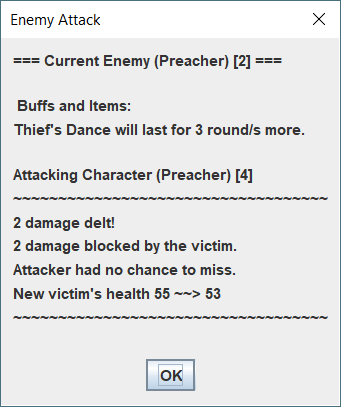 Enemy Attack
=== Current Enemy (Preacher) [2] ===
Buffs and Items:
Thief's Dance will last for 3 round/s more.
Attacking Character (Preacher) [4]
~~~~~~~~~~~~~~~~~~~~~~~~~~~~~~~~~~~
2 damage delt!
2 damage blocked by the victim.
Attacker had no chance to miss.
New victim's health 55 ~~> 53
~~~~~~~~~~~~~~~~~~~~~~~~~~~~~~~~~~~
OK